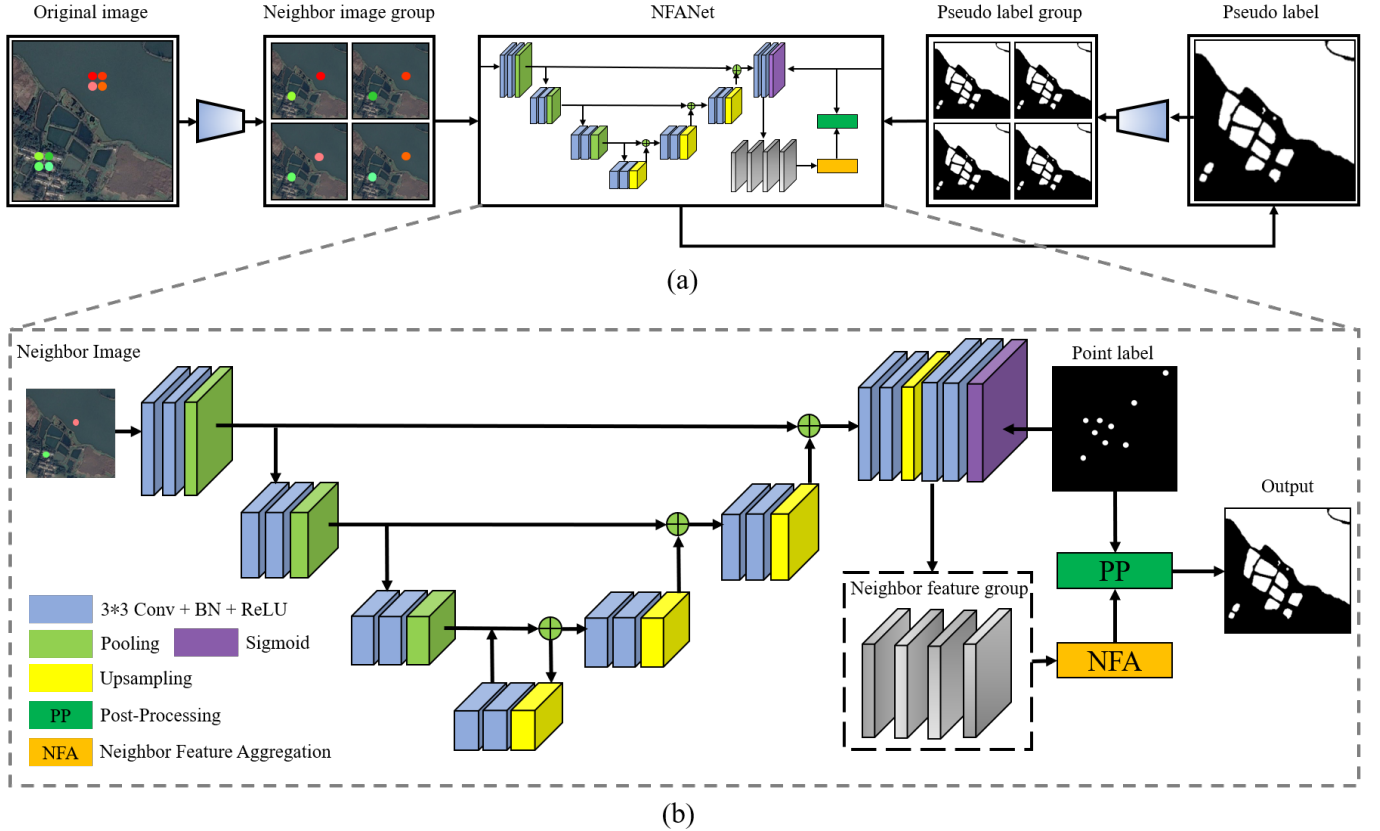 Original image
Neighbor image group
NFANet
Pseudo label group
Pseudo label
(a)
Neighbor Image
Point label
Output
Neighbor feature group
PP
NFA
3*3 Conv + BN + ReLU
Pooling
Sigmoid
Upsampling
PP
Post-Processing
NFA
Neighbor Feature Aggregation
(b)